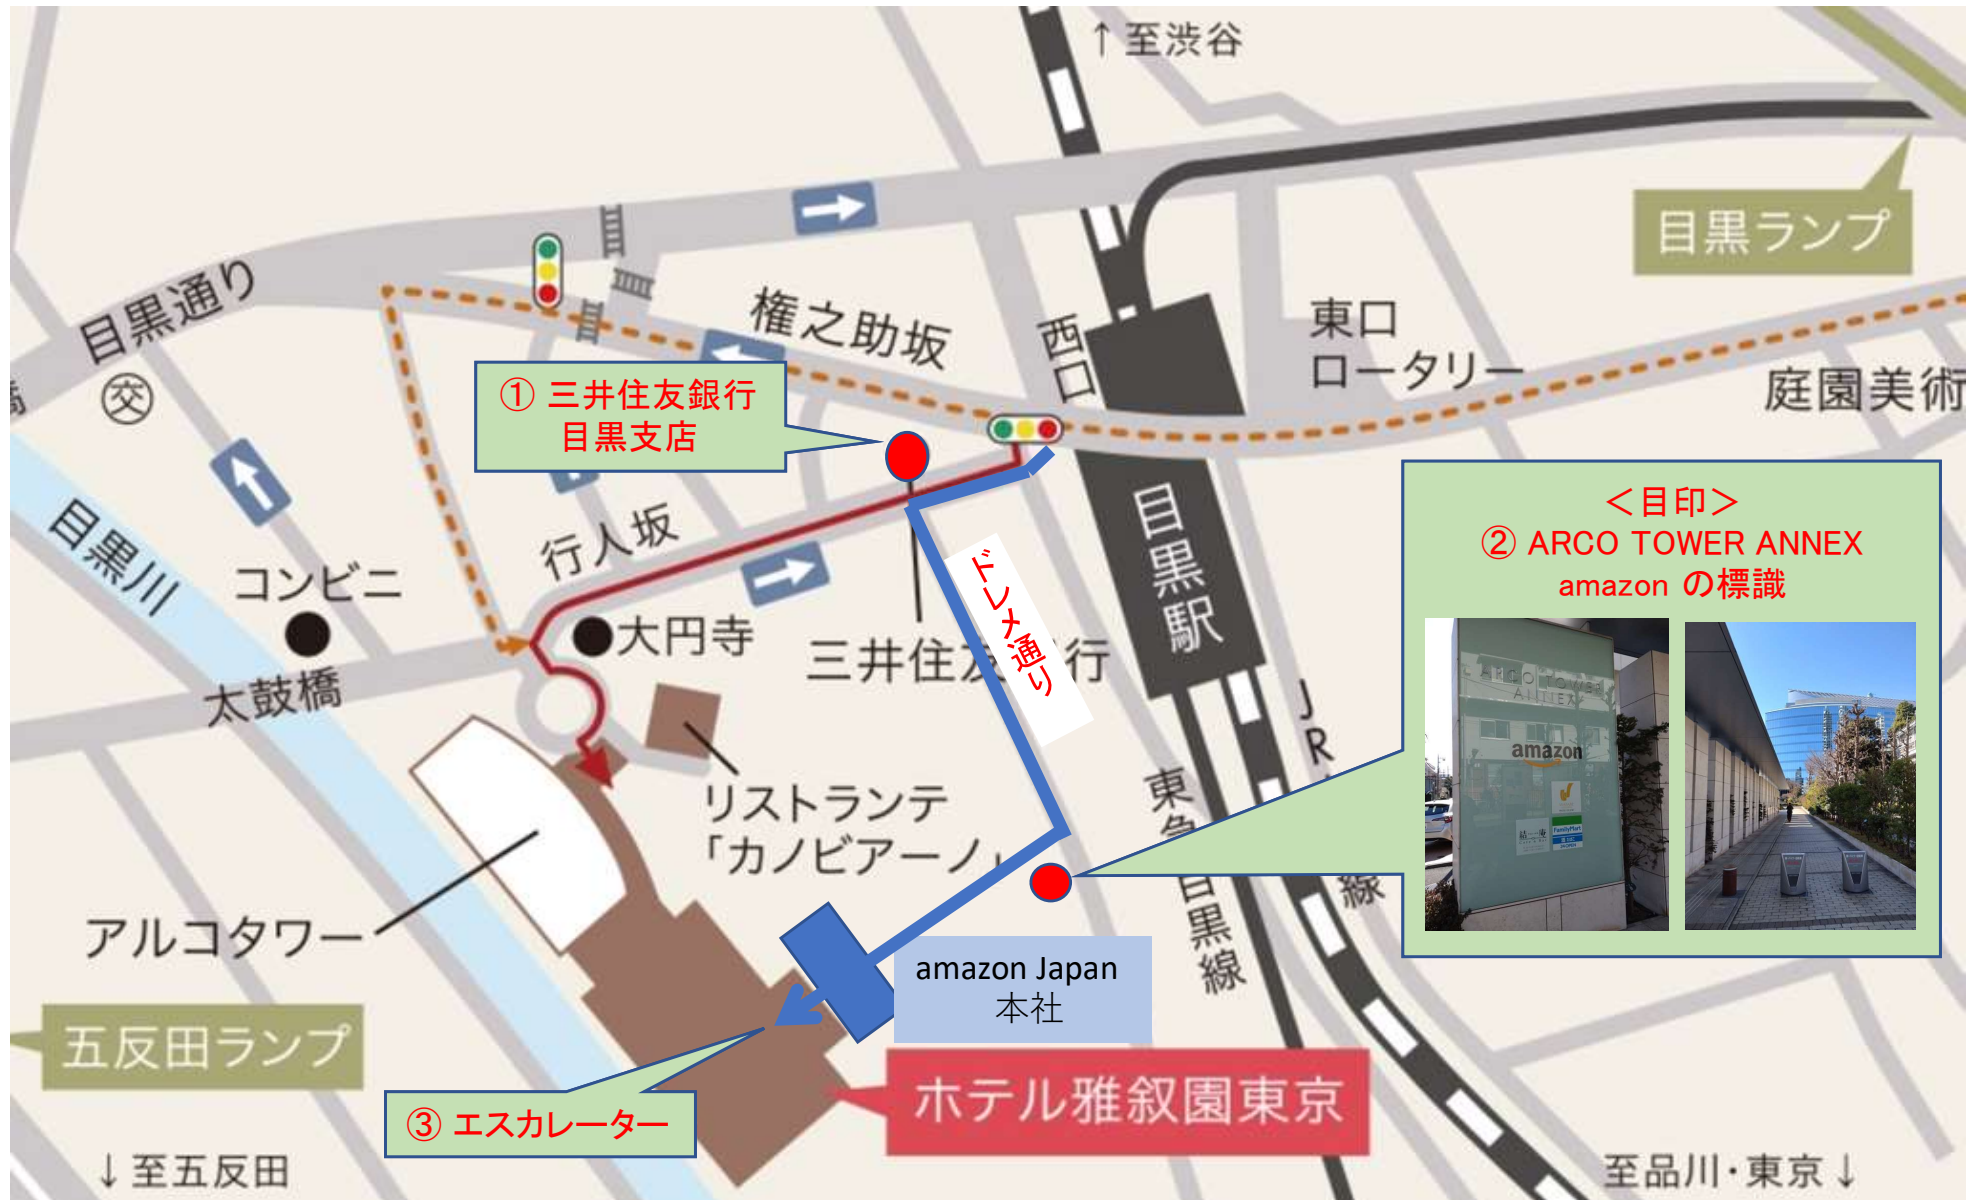 ↑至渋谷
目黒ランプ
目黒通り
権之助坂
西口
東口
ロータリー
庭園美術
① 三井住友銀行
目黒支店
交
目黒川
コンビニ
行人坂
大円寺
太鼓橋
三井住友 行
ドレメ通り
目黒駅
<目印>
② ARCO TOWER ANNEX
amazon の標識
ARCO TOWER
ANNEX
amazon
FamilyMart
リストランテ
「カノビアーノ」
JR 線
東急目黒線
アルコタワー
amazon Japan
本社
五反田ランプ
ホテル雅叙園東京
③ エスカレーター
↓至五反田
至品川・東京↓